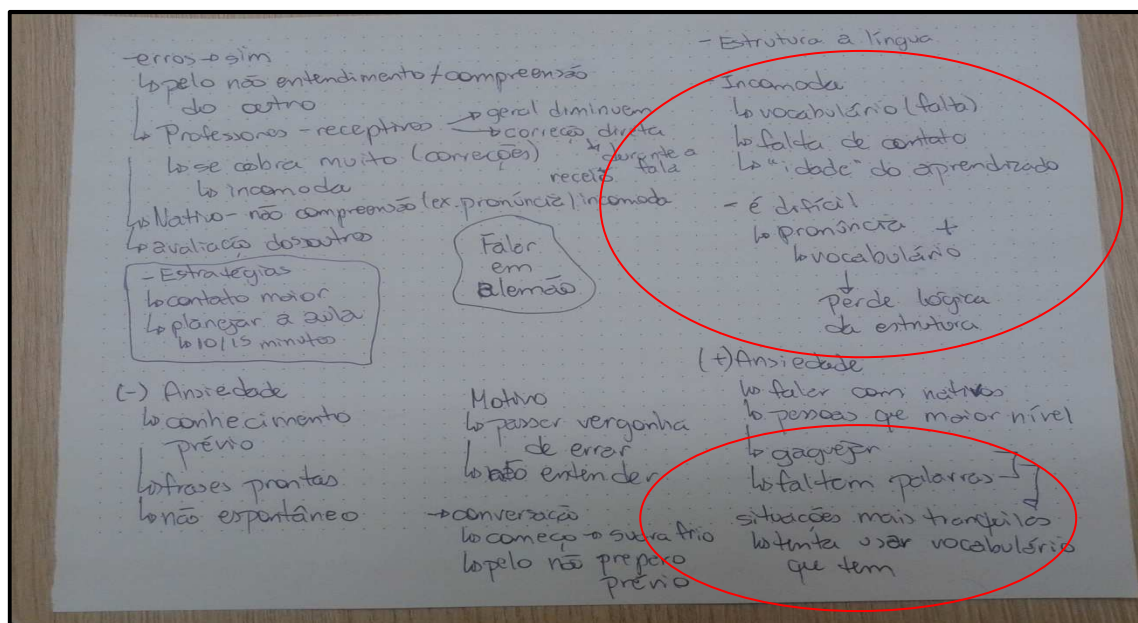 -erros→sim
↳pelo não entendimento/compreensão
do outro
↳Professores-receptivos →geral diminuem
→correção direta
↳durante a
fala
↳se cobra muito (correções)
receio
↳incomoda
↳Nativo-não compreensão(ex.pronúncia)incomoda
↳avaliação dos outros
-Estratégias
↳contato maior
↳planejar a aula
↳10/15 minutos
Falar
em
alemão
-Estrutura a língua
-Incomoda
↳vocabulário(falta)
↳falta de contato
↳"idade" do aprendizado
-é difícil
↳pronúncia +
↳vocabulário
↓
perde lógica
da estrutura
(-) Ansiedade
↳conhecimento
prévio
↳frases prontas
↳não espontâneo
Motivo
↳passar vergonha
de errar
↳não entender
→conversação
↳começo→sua frio
↳pelo não preparo
prévio
(+)Ansiedade
↳falar com nativos
↳pessoas que maior nível
↳gaguejar
↳faltam palavras
situações mais tranquilas
↳tenta usar vocabulário
que tem